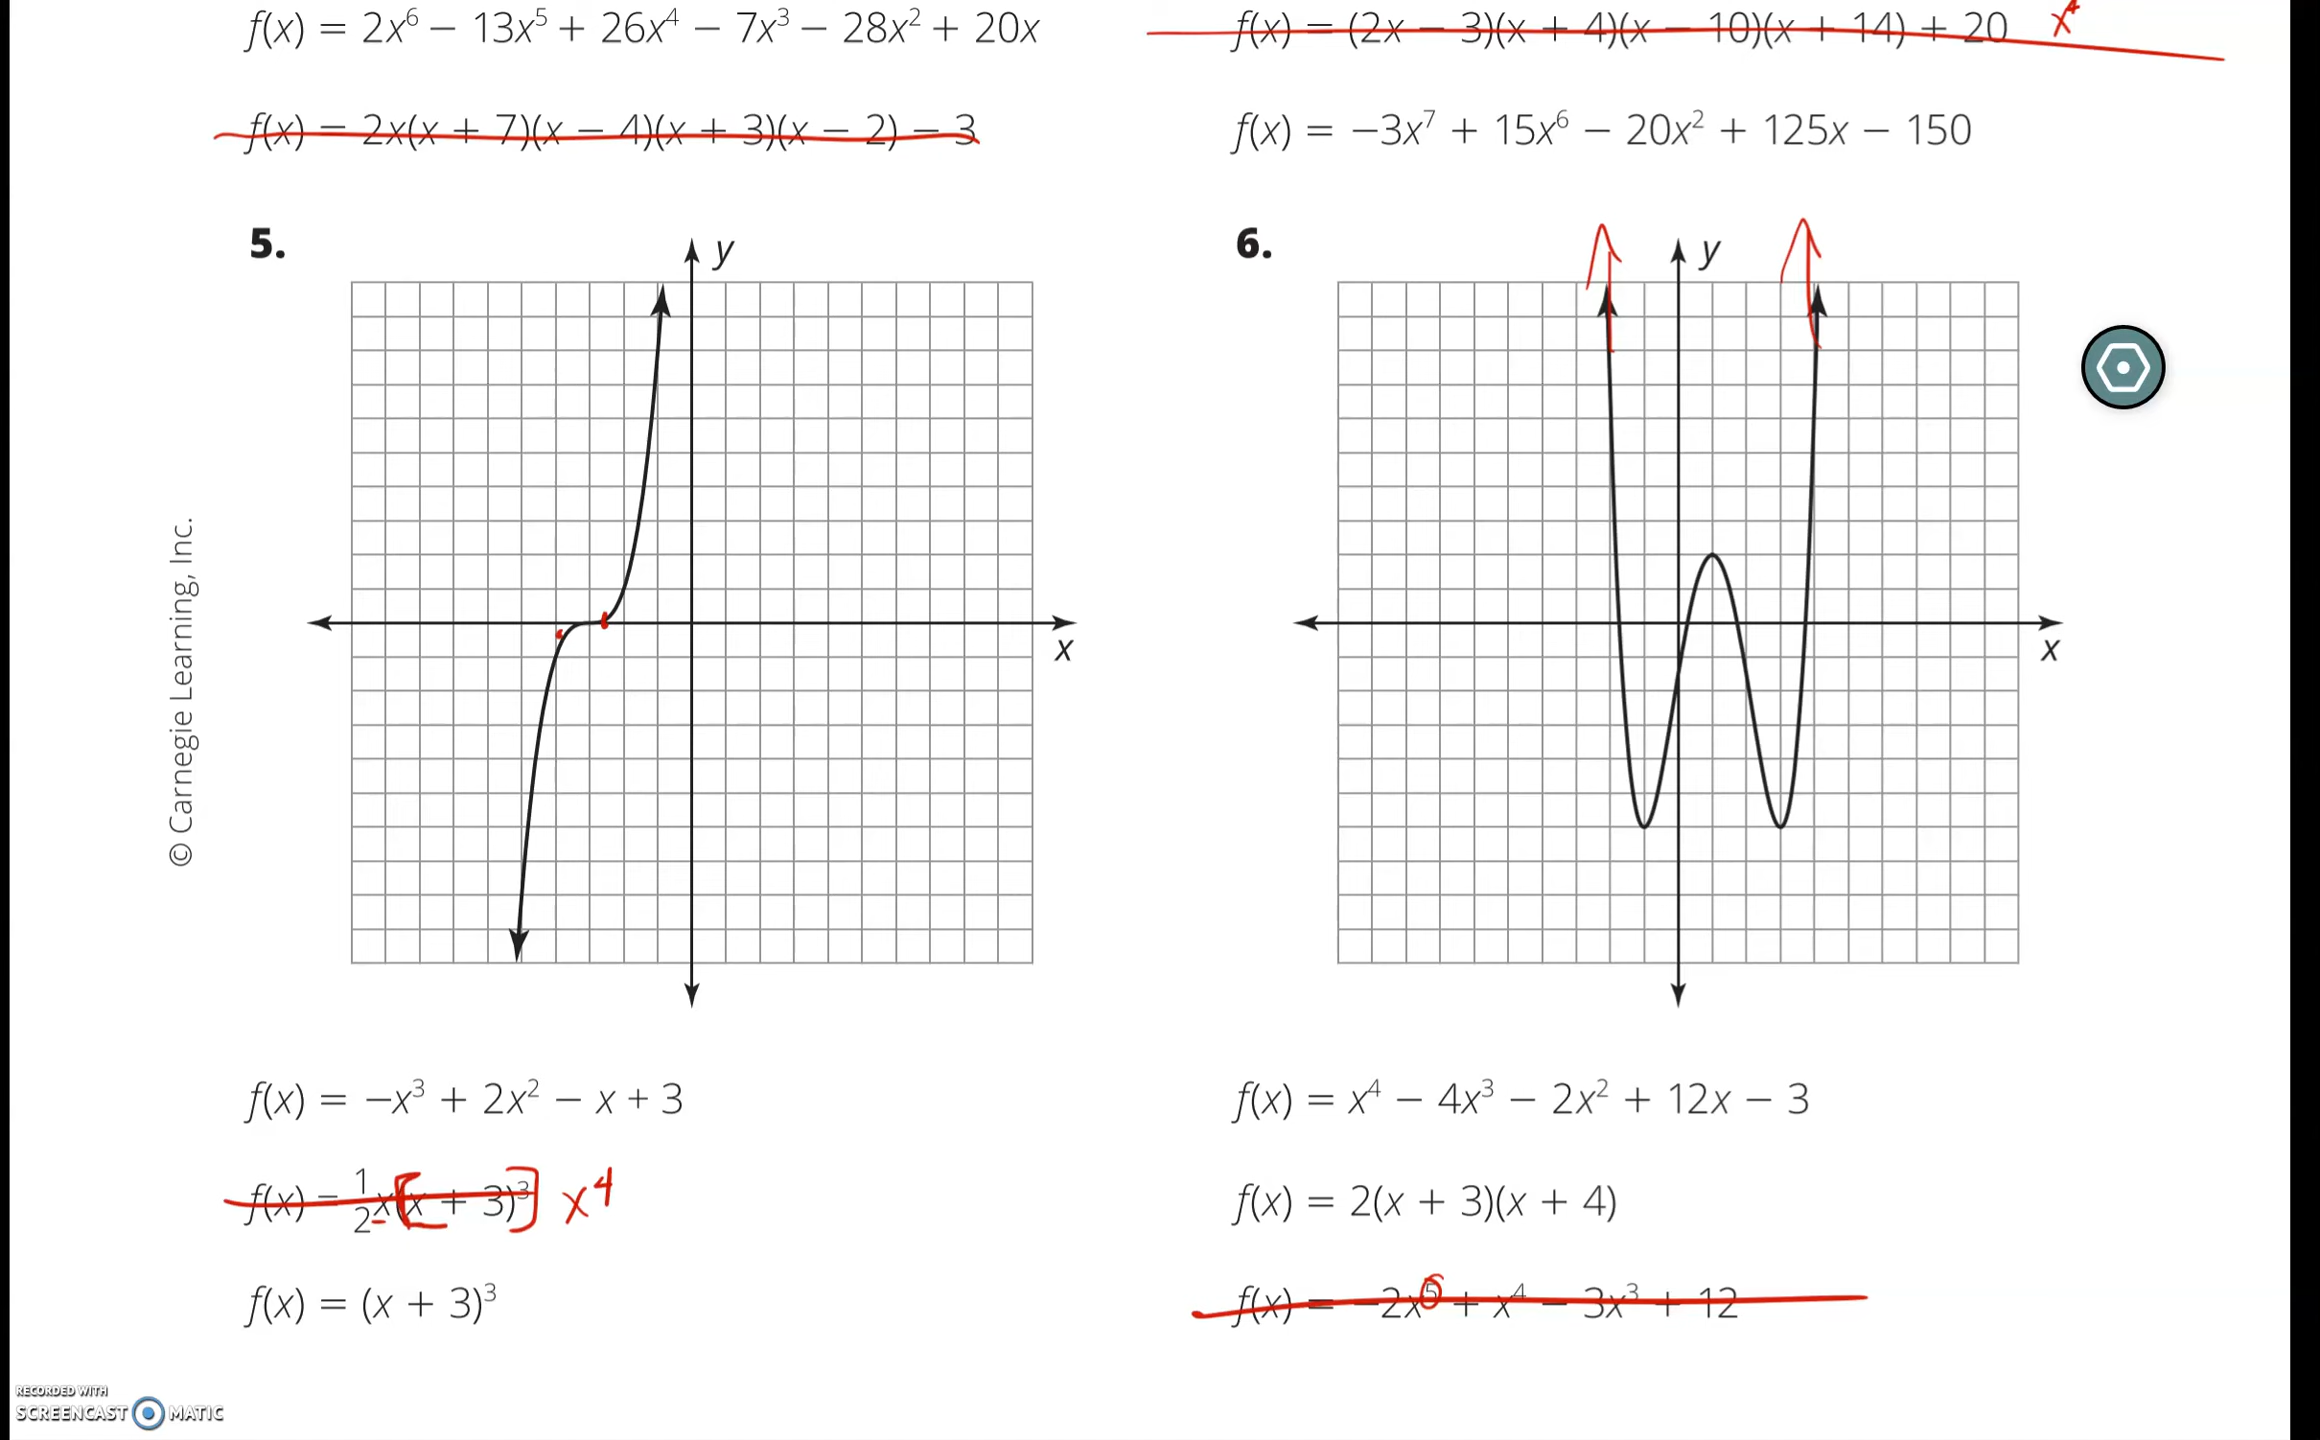 f(x) = 2x⁶ − 13x⁵ + 26x⁴ − 7x³ − 28x² + 20x
f(x) = 2x(x + 7)(x − 4)(x + 3)(x − 2) − 3
f(x) = (2x − 3)(x + 4)(x − 10)(x + 14) + 20 x⁴
f(x) = −3x⁷ + 15x⁶ − 20x² + 125x − 150
5.
y
x
f(x) = −x³ + 2x² − x + 3
f(x) = 1/2 x(x + 3)³ x⁴
f(x) = (x + 3)³
6.
y
x
f(x) = x⁴ − 4x³ − 2x² + 12x − 3
f(x) = 2(x + 3)(x + 4)
f(x) = −2x⁵ + x⁴ − 3x³ + 12
© Carnegie Learning, Inc.
RECORDED WITH
SCREENCAST MATIC